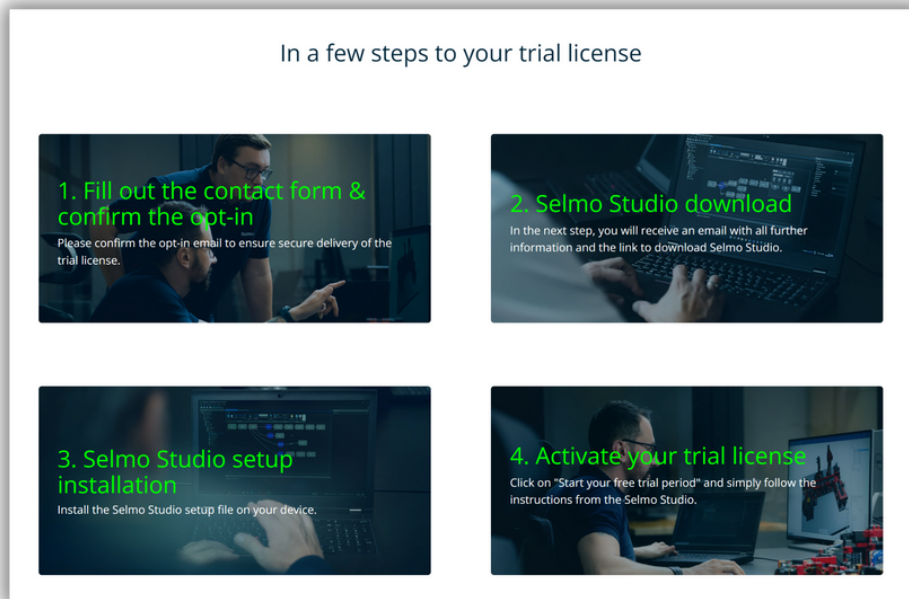 In a few steps to your trial license
1. Fill out the contact form &
confirm the opt-in
Please confirm the opt-in email to ensure secure delivery of the
trial license.
2. Selmo Studio download
In the next step, you will receive an email with all further
information and the link to download Selmo Studio.
3. Selmo Studio setup
installation
Install the Selmo Studio setup file on your device.
4. Activate your trial license
Click on "Start your free trial period" and simply follow the
instructions from the Selmo Studio.